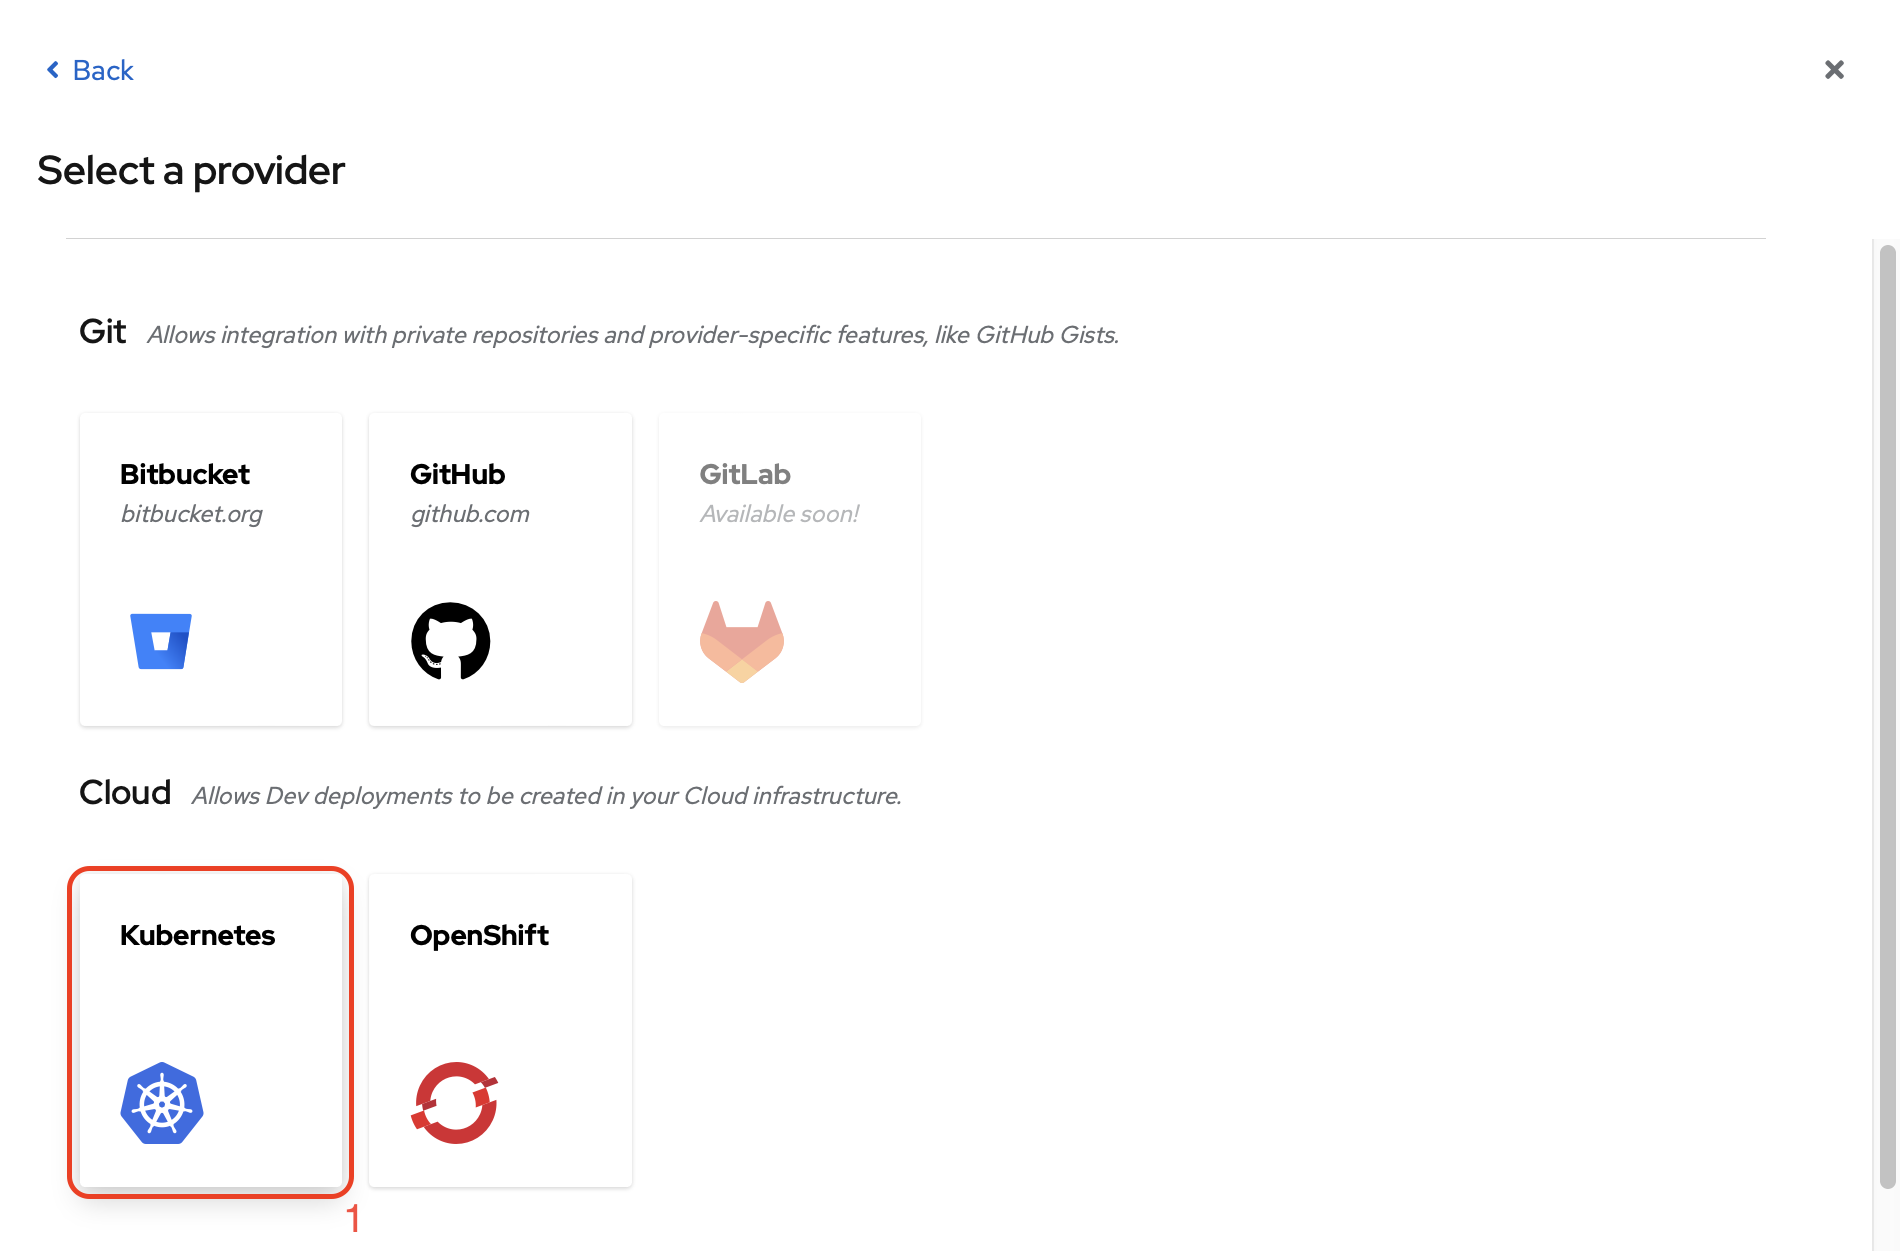 Back
Select a provider
Git Allows integration with private repositories and provider-specific features, like GitHub Gists.
Bitbucket
bitbucket.org
GitHub
github.com
GitLab
Available soon!
Cloud Allows Dev deployments to be created in your Cloud infrastructure.
Kubernetes
OpenShift
1